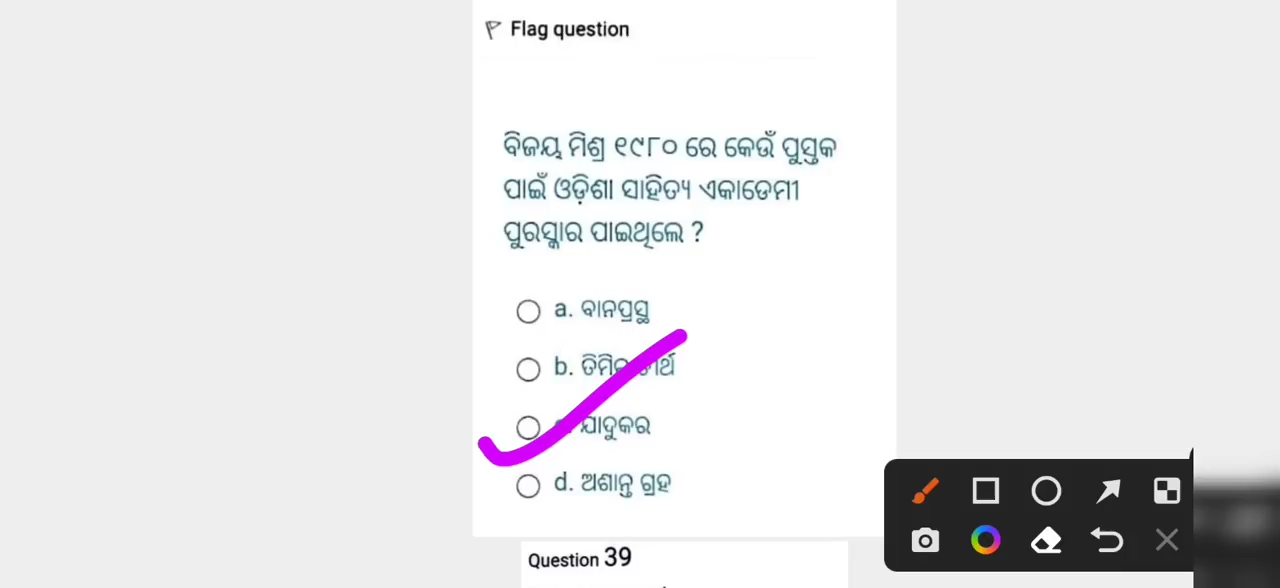 Flag question
ବିଜୟ ମିଶ୍ର ୧୯୮୦ ରେ କେଉଁ ପୁସ୍ତକ
ପାଇଁ ଓଡ଼ିଶା ସାହିତ୍ୟ ଏକାଡେମୀ
ପୁରସ୍କାର ପାଇଥିଲେ ?
a. ବାନପ୍ରସ୍ଥ
b.
ଯାଦୁକର
d. ଅଶାନ୍ତ ଗ୍ରହ
Question 39